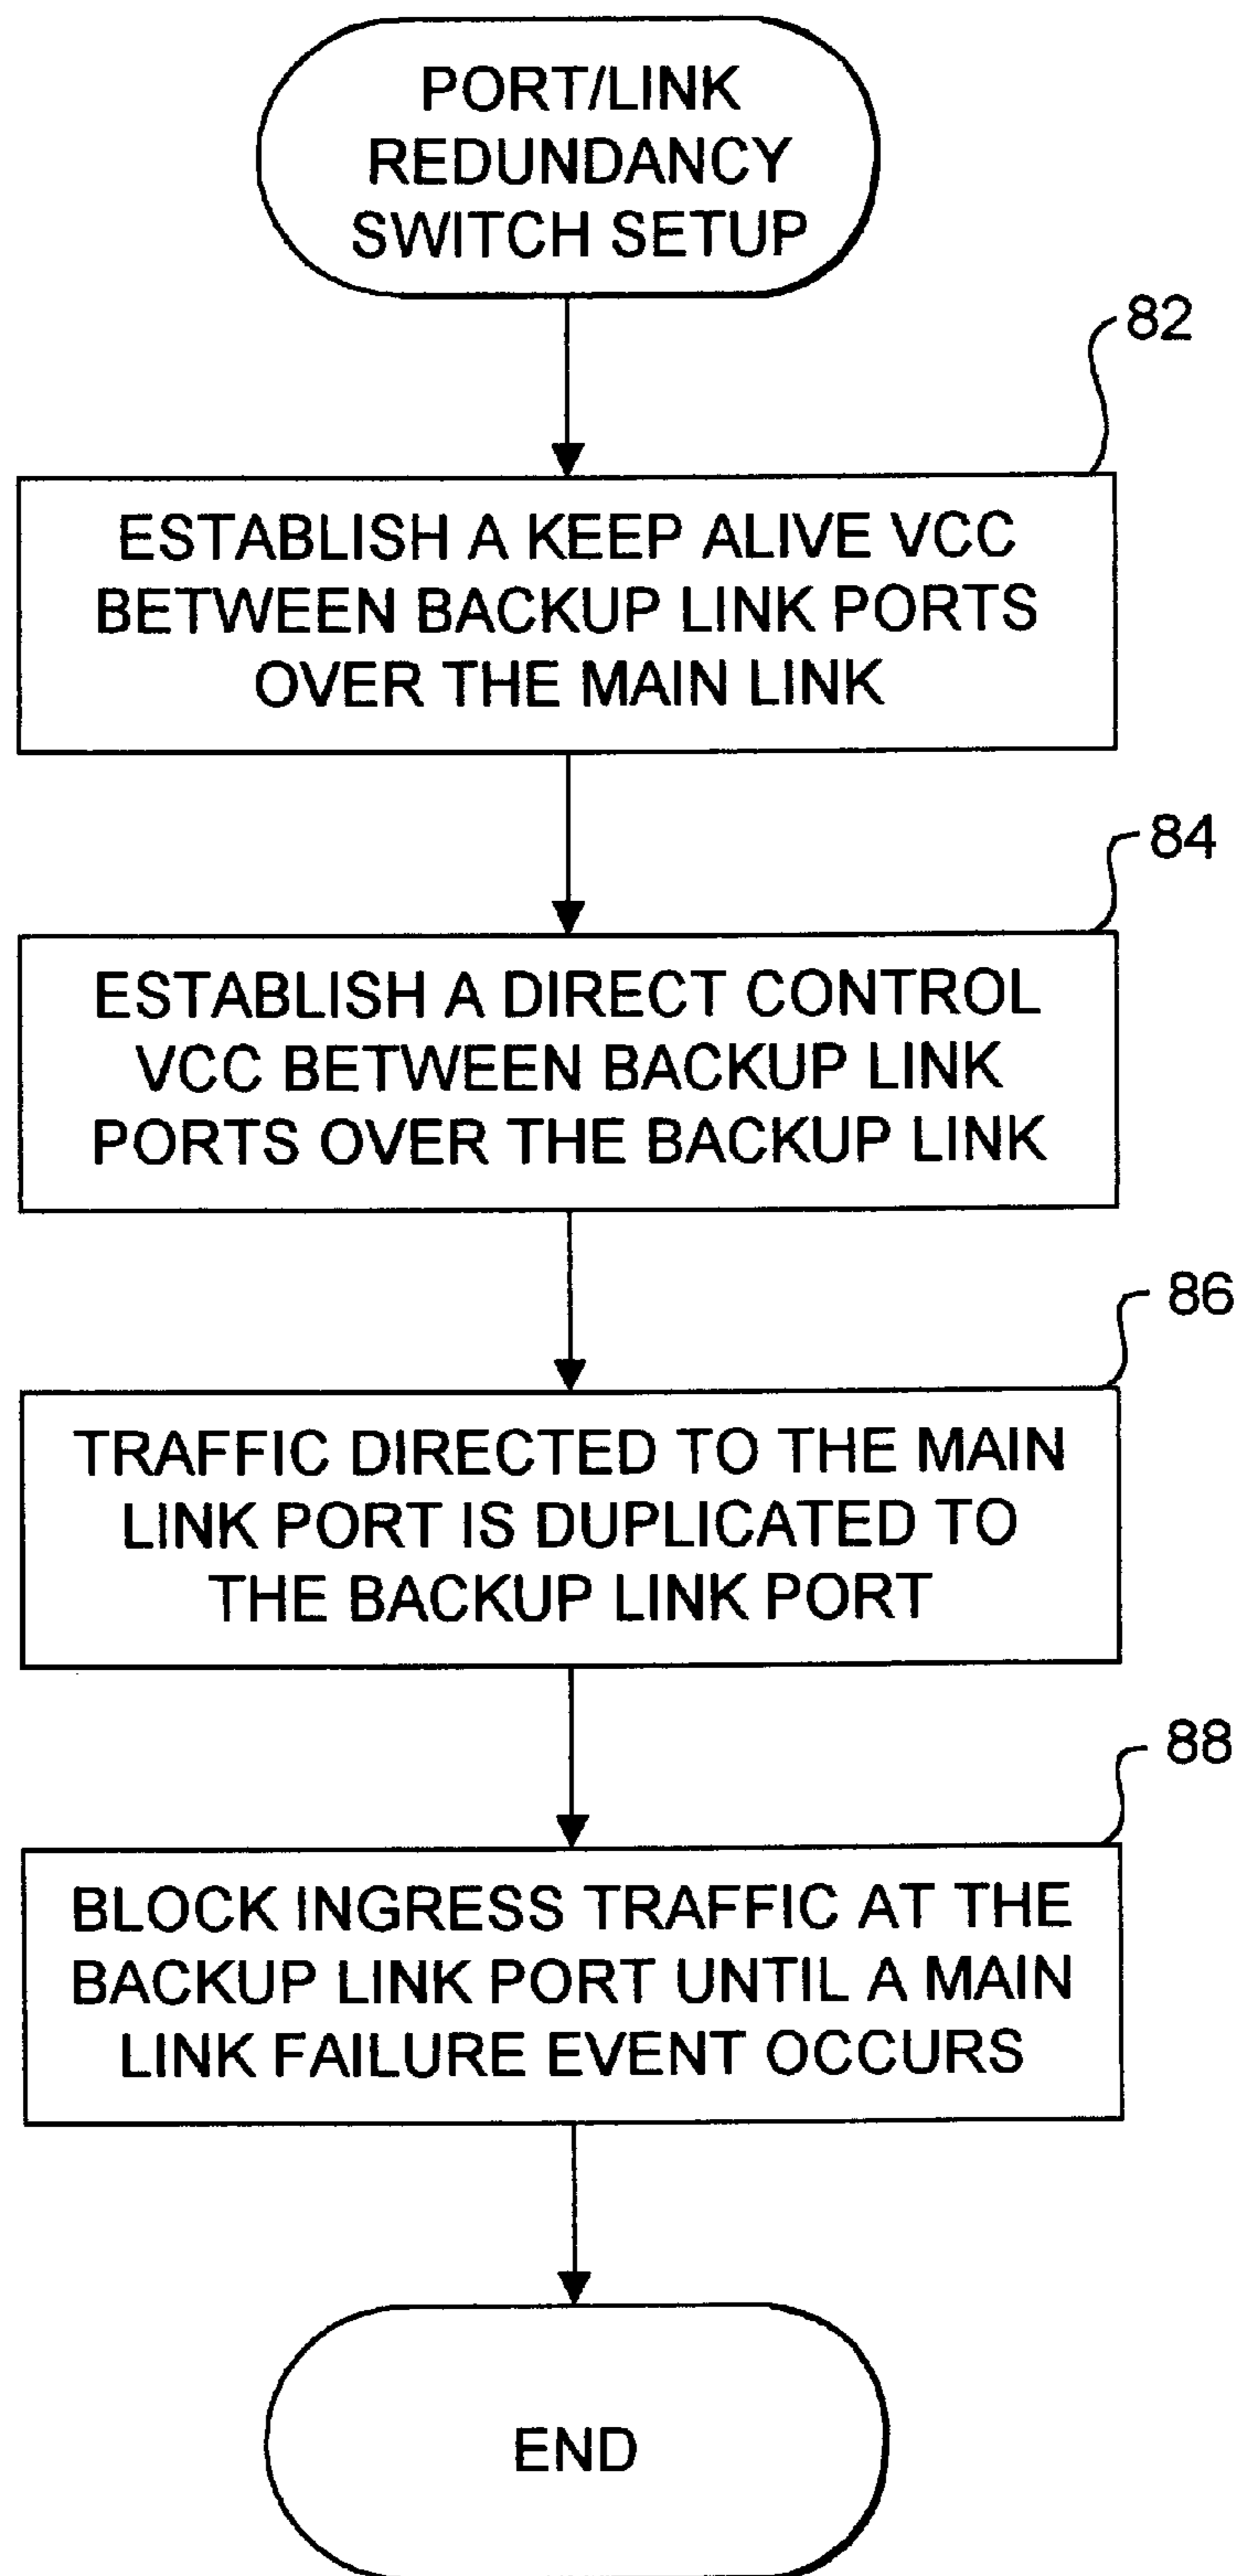 PORT/LINK
REDUNDANCY
SWITCH SETUP
82
ESTABLISH A KEEP ALIVE VCC
BETWEEN BACKUP LINK PORTS
OVER THE MAIN LINK
84
ESTABLISH A DIRECT CONTROL
VCC BETWEEN BACKUP LINK
PORTS OVER THE BACKUP LINK
86
TRAFFIC DIRECTED TO THE MAIN
LINK PORT IS DUPLICATED TO
THE BACKUP LINK PORT
88
BLOCK INGRESS TRAFFIC AT THE
BACKUP LINK PORT UNTIL A MAIN
LINK FAILURE EVENT OCCURS
END